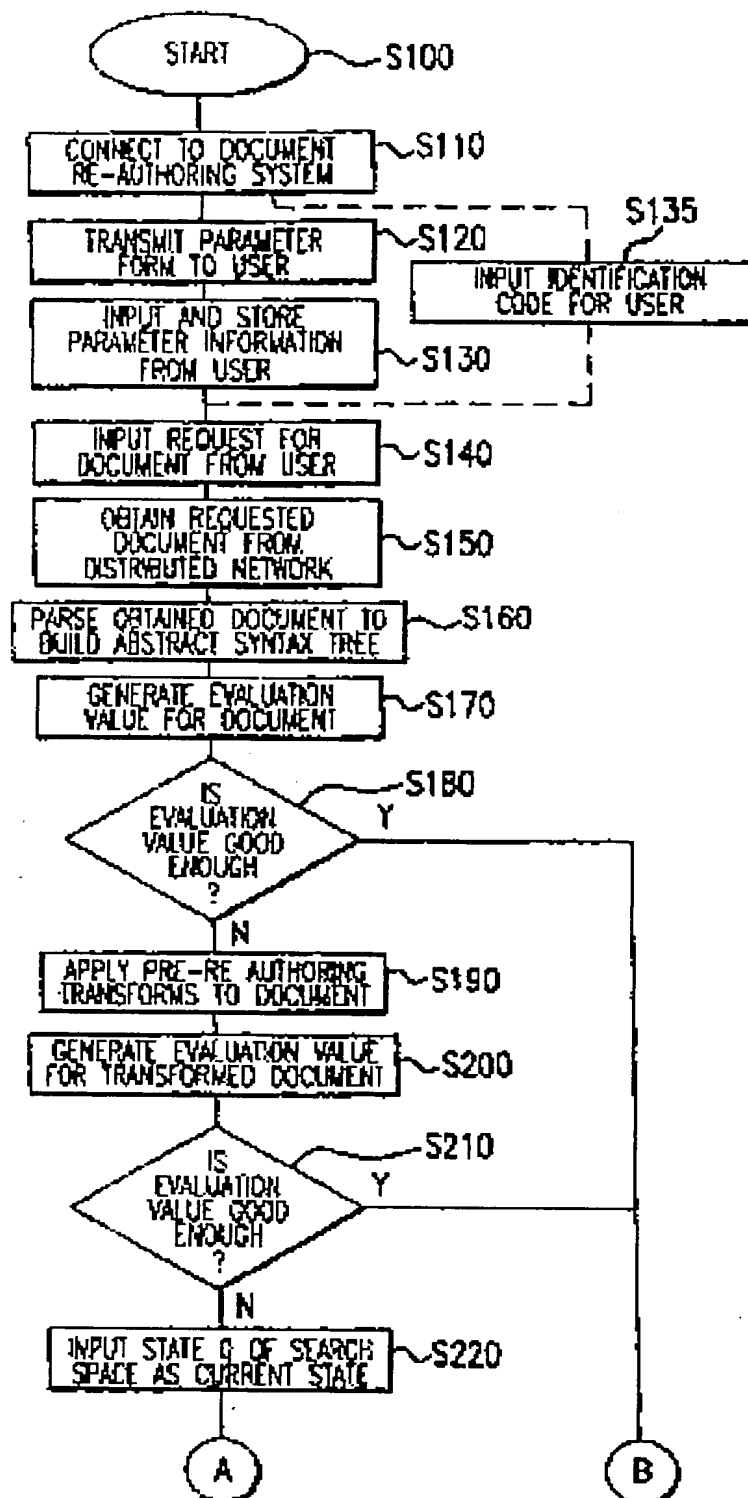 START
S100
CONNECT TO DOCUMENT
RE-AUTHORING SYSTEM
S110
TRANSMIT PARAMETER
FORM TO USER
S120
S135
INPUT IDENTIFICATION
CODE FOR USER
INPUT AND STORE
PARAMETER INFORMATION
FROM USER
S130
INPUT REQUEST FOR
DOCUMENT FROM USER
S140
OBTAIN REQUESTED
DOCUMENT FROM
DISTRIBUTED NETWORK
S150
PARSE OBTAINED DOCUMENT TO
BUILD ABSTRACT SYNTAX TREE
S160
GENERATE EVALUATION
VALUE FOR DOCUMENT
S170
IS
EVALUATION
VALUE GOOD
ENOUGH
?
S180
Y
N
APPLY PRE-RE AUTHORING
TRANSFORMS TO DOCUMENT
S190
GENERATE EVALUATION VALUE
FOR TRANSFORMED DOCUMENT
S200
IS
EVALUATION
VALUE GOOD
ENOUGH
?
S210
Y
N
INPUT STATE 0 OF SEARCH
SPACE AS CURRENT STATE
S220
A
B